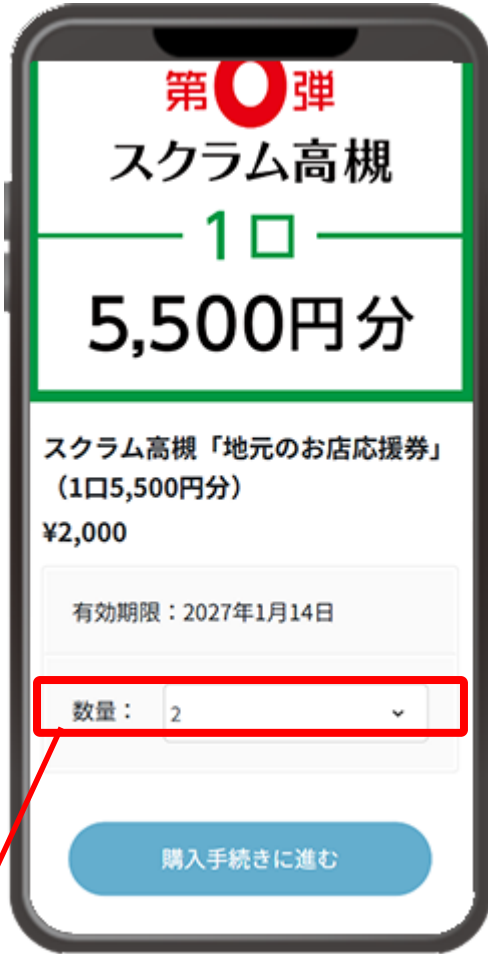 第0弾
スクラム高槻
1口
5,500円分
スクラム高槻「地元のお店応援券」
（1口5,500円分）
¥2,000
有効期限：2027年1月14日
数量： 2
購入手続きに進む